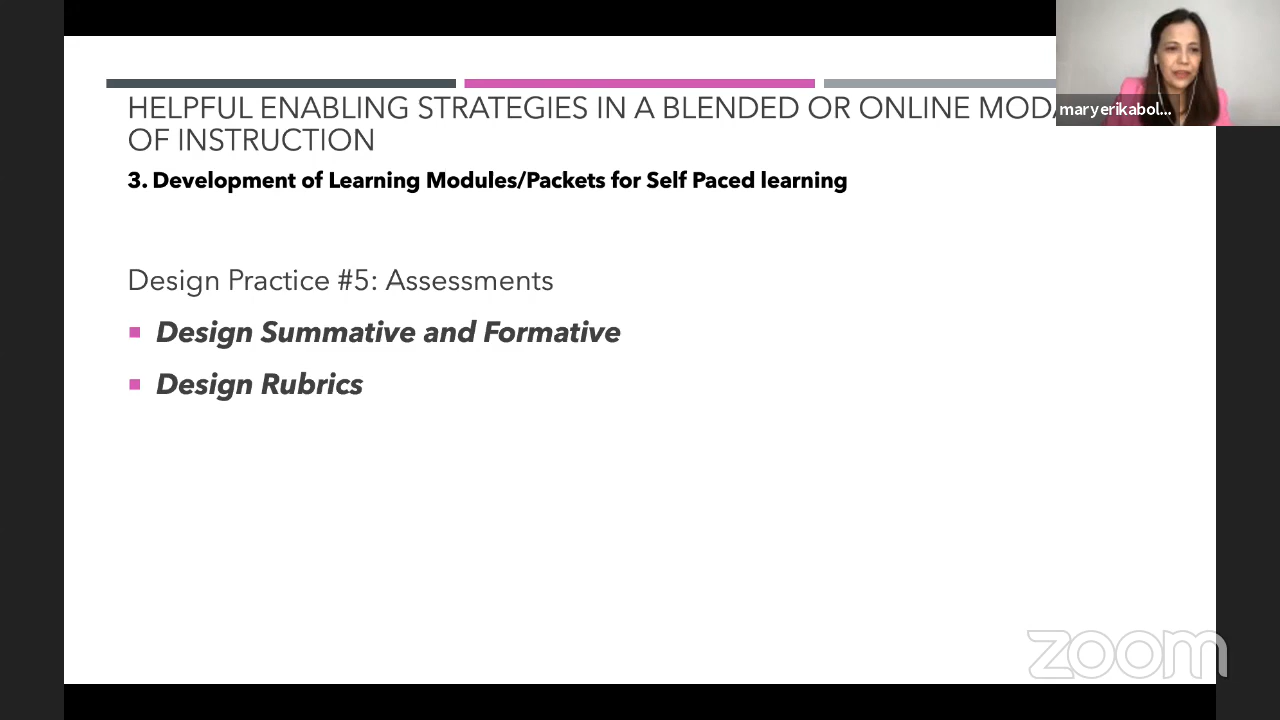 HELPFUL ENABLING STRATEGIES IN A BLENDED OR ONLINE
OF INSTRUCTION
3. Development of Learning Modules/Packets for Self Paced learning
Design Practice #5: Assessments
Design Summative and Formative
Design Rubrics
maryerikabol...
zoom